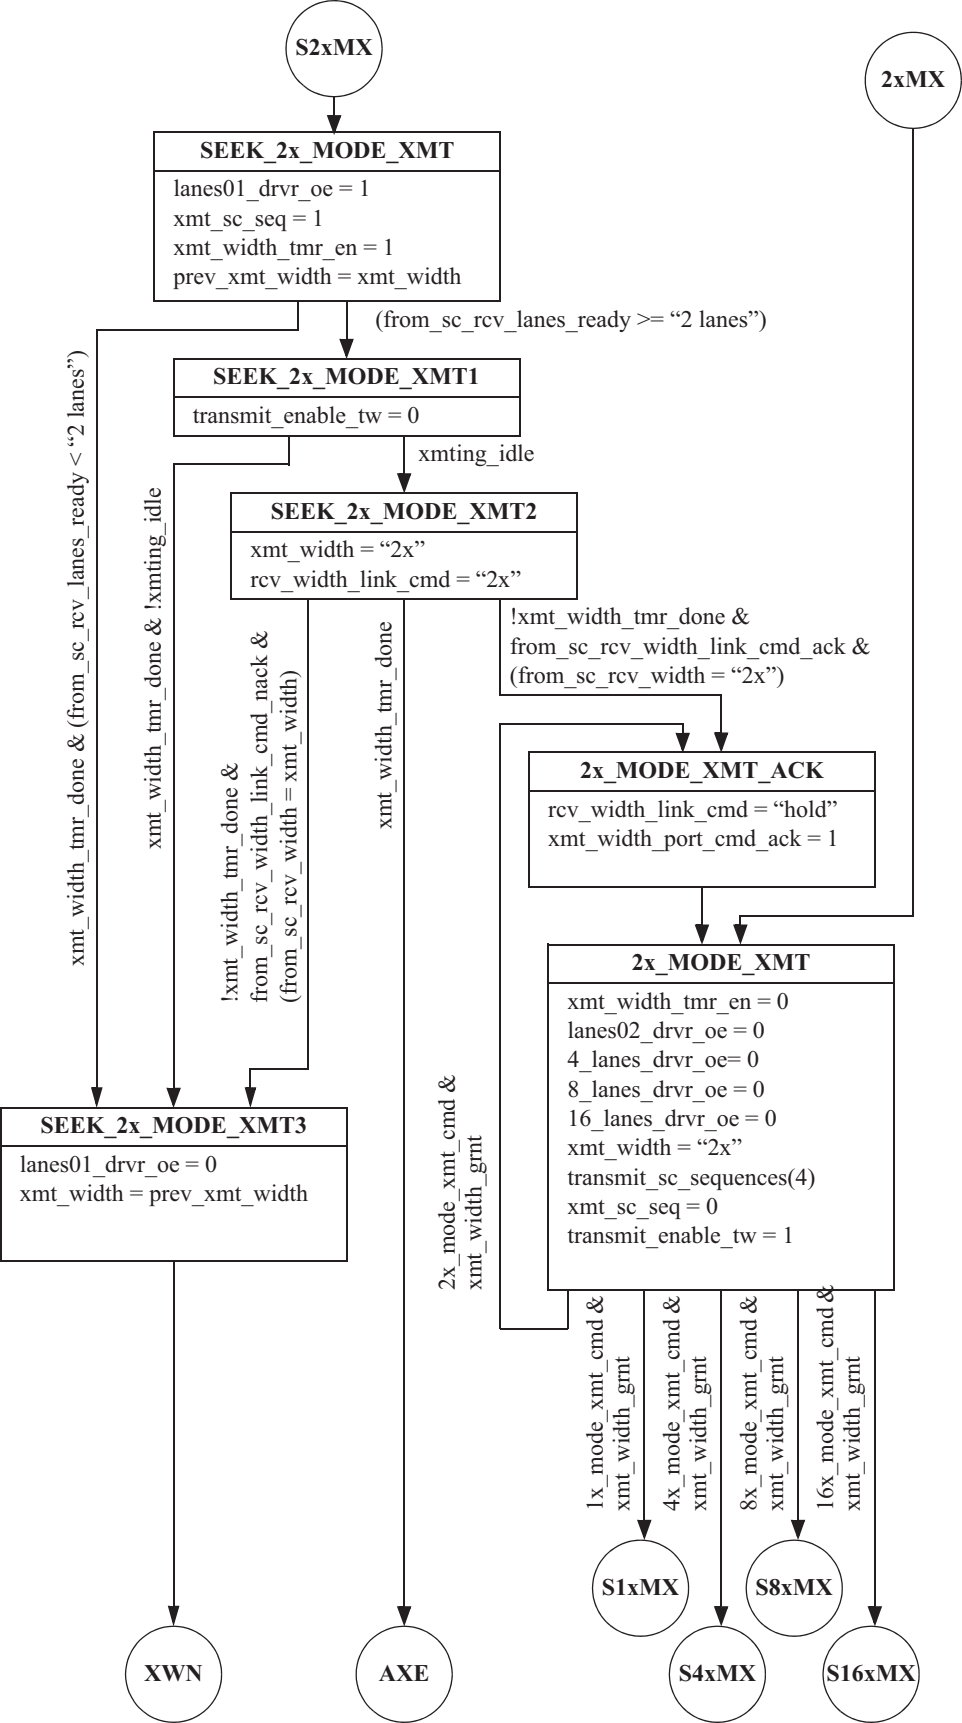 S2xMX
2xMX
SEEK_2x_MODE_XMT
lanes01_drvr_oe = 1
xmt_sc_seq = 1
xmt_width_tmr_en = 1
prev_xmt_width = xmt_width
(from_sc_rcv_lanes_ready >= “2 lanes”)
xmt_width_tmr_done & (from_sc_rcv_lanes_ready < “2 lanes”)
SEEK_2x_MODE_XMT1
transmit_enable_tw = 0
xmting_idle
xmt_width_tmr_done & !xmting_idle
SEEK_2x_MODE_XMT2
xmt_width = “2x”
rcv_width_link_cmd = “2x”
!xmt_width_tmr_done &
from_sc_rcv_width_link_cmd_nack &
(from_sc_rcv_width = xmt_width)
xmt_width_tmr_done
!xmt_width_tmr_done &
from_sc_rcv_width_link_cmd_ack &
(from_sc_rcv_width = “2x”)
2x_MODE_XMT_ACK
rcv_width_link_cmd = “hold”
xmt_width_port_cmd_ack = 1
2x_MODE_XMT
xmt_width_tmr_en = 0
lanes02_drvr_oe = 0
4_lanes_drvr_oe= 0
8_lanes_drvr_oe = 0
16_lanes_drvr_oe = 0
xmt_width = “2x”
transmit_sc_sequences(4)
xmt_sc_seq = 0
transmit_enable_tw = 1
2x_mode_xmt_cmd &
xmt_width_grnt
SEEK_2x_MODE_XMT3
lanes01_drvr_oe = 0
xmt_width = prev_xmt_width
1x_mode_xmt_cmd &
xmt_width_grnt
4x_mode_xmt_cmd &
xmt_width_grnt
8x_mode_xmt_cmd &
xmt_width_grnt
16x_mode_xmt_cmd &
xmt_width_grnt
S1xMX
S8xMX
XWN
AXE
S4xMX
S16xMX